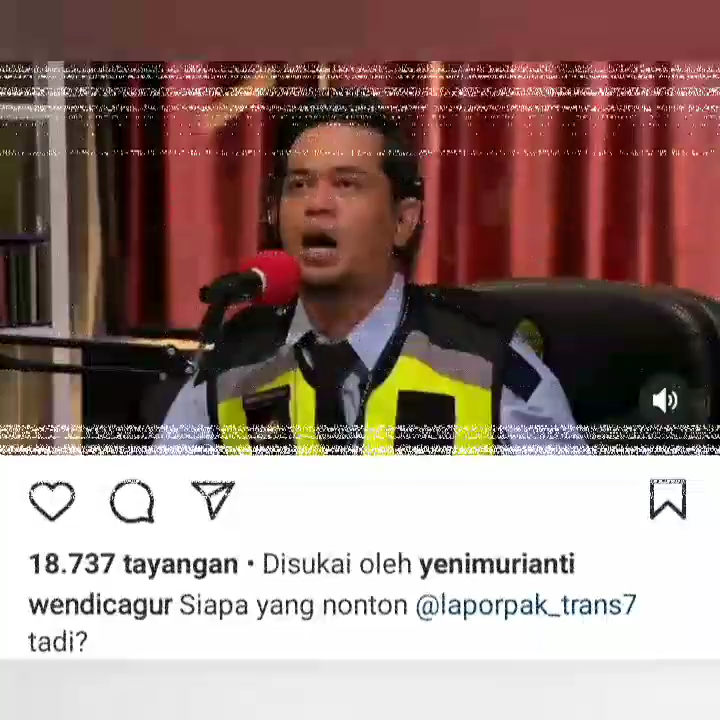 18.737 tayangan • Disukai oleh yenimurianti
wendicagur Siapa yang nonton @laporpak_trans7
tadi?